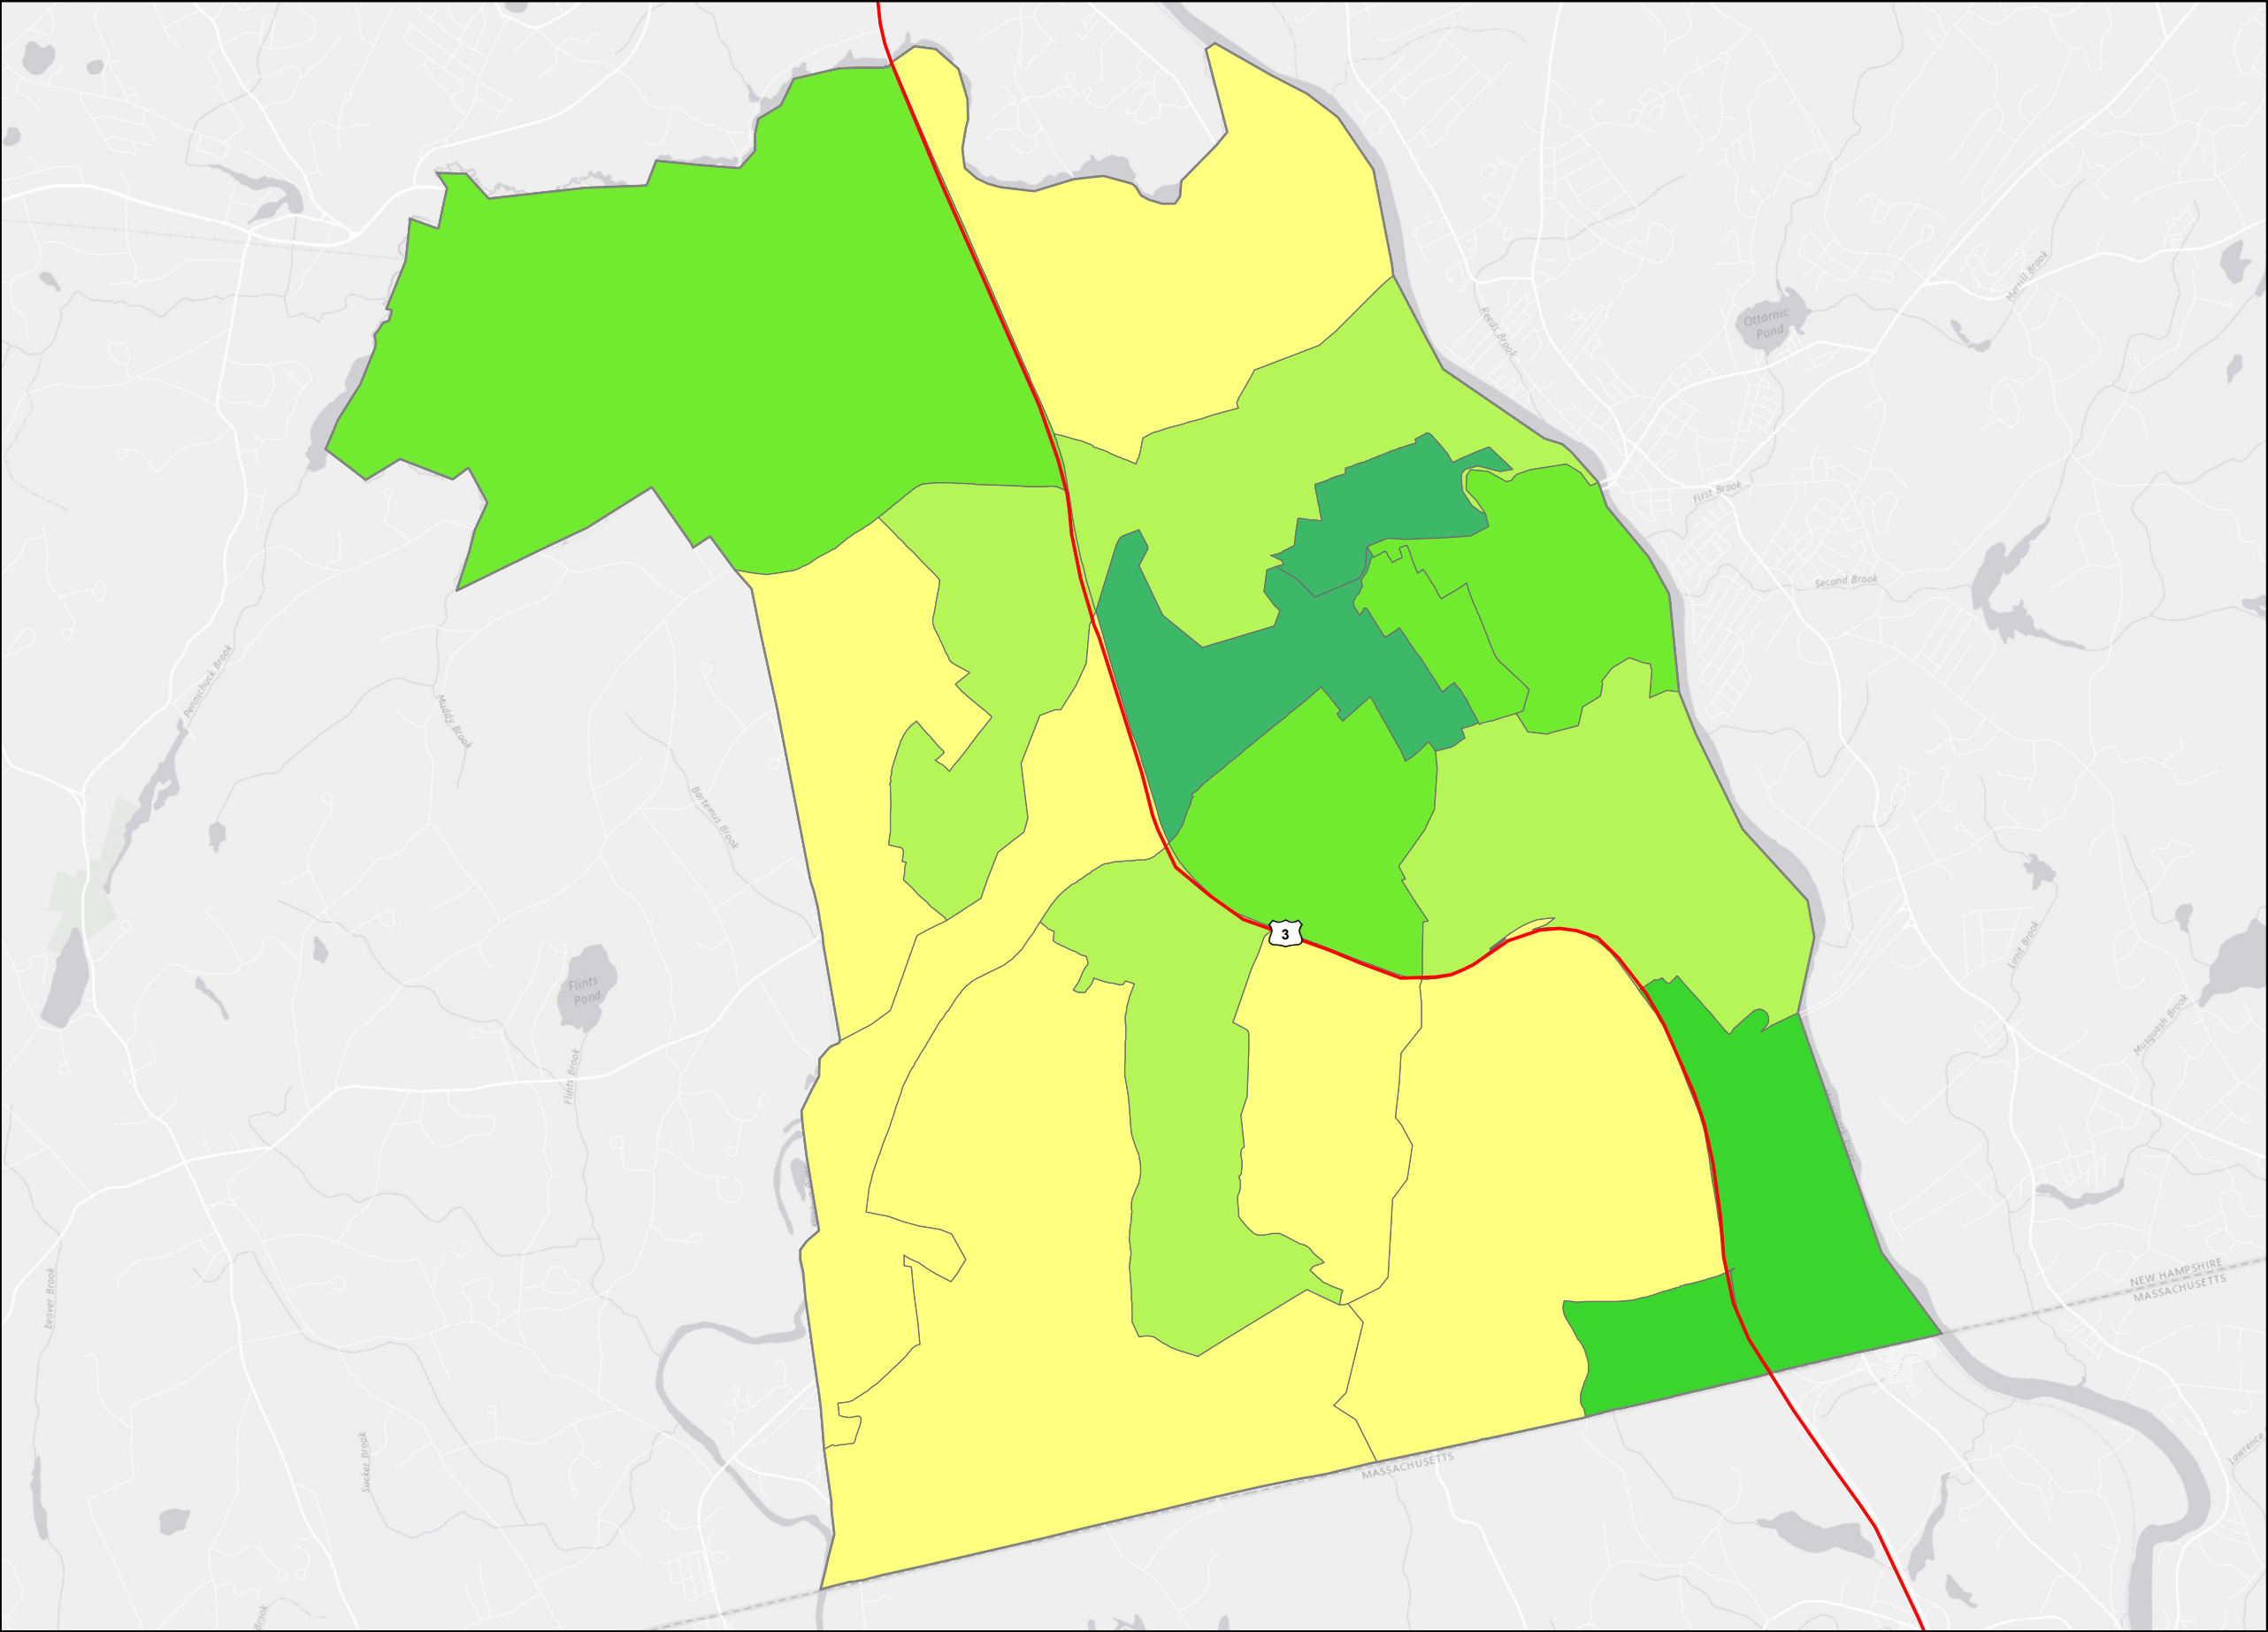 Merrill Brook
Reeds Brook
Ottarnic
Pond
First Brook
Second Brook
Pennichuck Brook
Muddy Brook
Bartemus Brook
3
Limit Brook
Flints
Pond
Musquash Brook
Flints Brook
NEW HAMPSHIRE
MASSACHUSETTS
Beaver Brook
MASSACHUSETTS
Sucker Brook
Lawrence
Brook